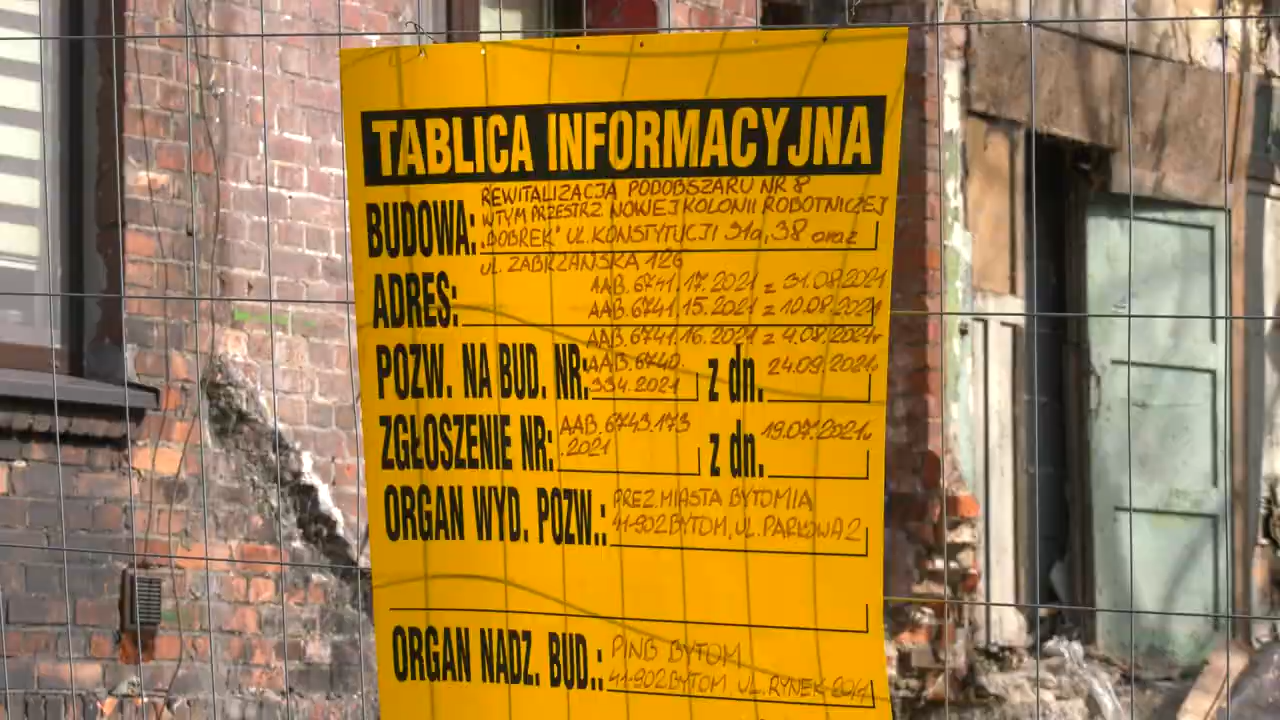 TABLICA INFORMACYJNA
REWITALIZACJA PODOBSZARU NR 8
BUDOWA: W TYM PRZESTRZ NOWEJ KOLONII ROBOTNICZEJ
"BOBREK" UL. KONSTYTUCJI 31a, 38 oraz
UL. ZABRZAŃSKA 126
AAB.6741.17.2021 z 31.08.2021
ADRES: AAB.6741.15.2021 z 10.08.2021
AAB.6741.16.2021 z 4.08.2021r
POZW. NA BUD. NR: AAB.6740. z dn. 24.09.2021r.
334.2021
ZGŁOSZENIE NR: AAB.6743.173 z dn. 19.07.2021r.
.2021
ORGAN WYD. POZW.: PREZ. MIASTA BYTOMIA
41-902 BYTOM, UL. PARKOWA 2
ORGAN NADZ. BUD.: PINB BYTOM
41-902 BYTOM, UL. RYNEK